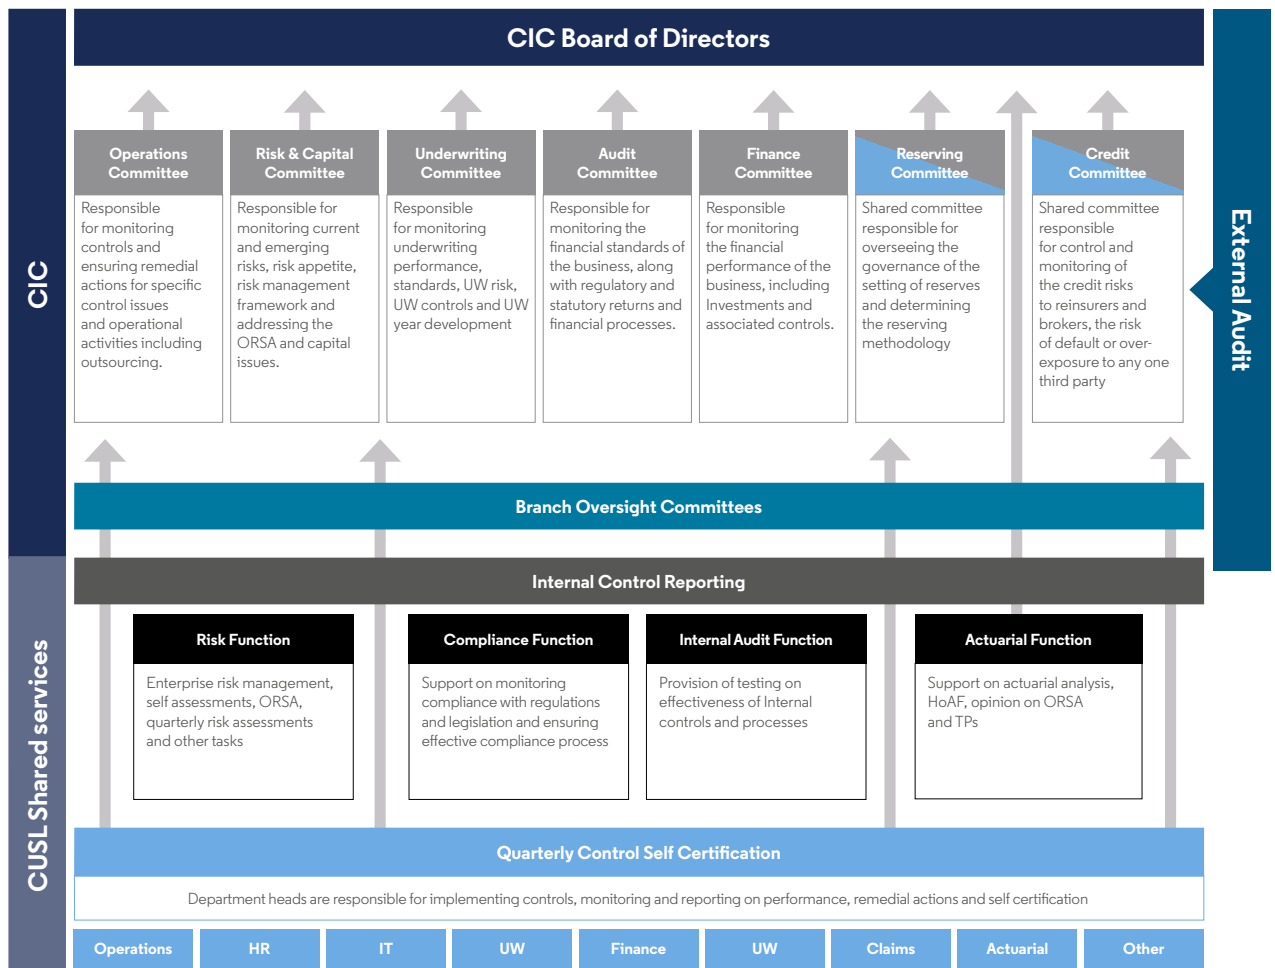 CIC Board of Directors
CIC
External Audit
Operations
Committee
Responsible
for monitoring
controls and
ensuring remedial
actions for specific
control issues
and operational
activities including
outsourcing.
Risk & Capital
Committee
Responsible for
monitoring current
and emerging
risks, risk appetite,
risk management
framework and
addressing the
ORSA and capital
issues.
Underwriting
Committee
Responsible
for monitoring
underwriting
performance,
standards, UW risk,
UW controls and UW
year development
Audit
Committee
Responsible for
monitoring the
financial standards of
the business, along
with regulatory and
statutory returns and
financial processes.
Finance
Committee
Responsible
for monitoring
the financial
performance of the
business, including
Investments and
associated controls.
Reserving
Committee
Shared committee
responsible for
overseeing the
governance of the
setting of reserves
and determining
the reserving
methodology
Credit
Committee
Shared committee
responsible
for control and
monitoring of
the credit risks
to reinsurers and
brokers, the risk
of default or over-
exposure to any one
third party
Branch Oversight Committees
CUSL Shared services
Internal Control Reporting
Risk Function
Enterprise risk management,
self assessments, ORSA,
quarterly risk assessments
and other tasks
Compliance Function
Support on monitoring
compliance with regulations
and legislation and ensuring
effective compliance process
Internal Audit Function
Provision of testing on
effectiveness of Internal
controls and processes
Actuarial Function
Support on actuarial analysis,
HoAF, opinion on ORSA
and TPs
Quarterly Control Self Certification
Department heads are responsible for implementing controls, monitoring and reporting on performance, remedial actions and self certification
Operations
HR
IT
UW
Finance
UW
Claims
Actuarial
Other